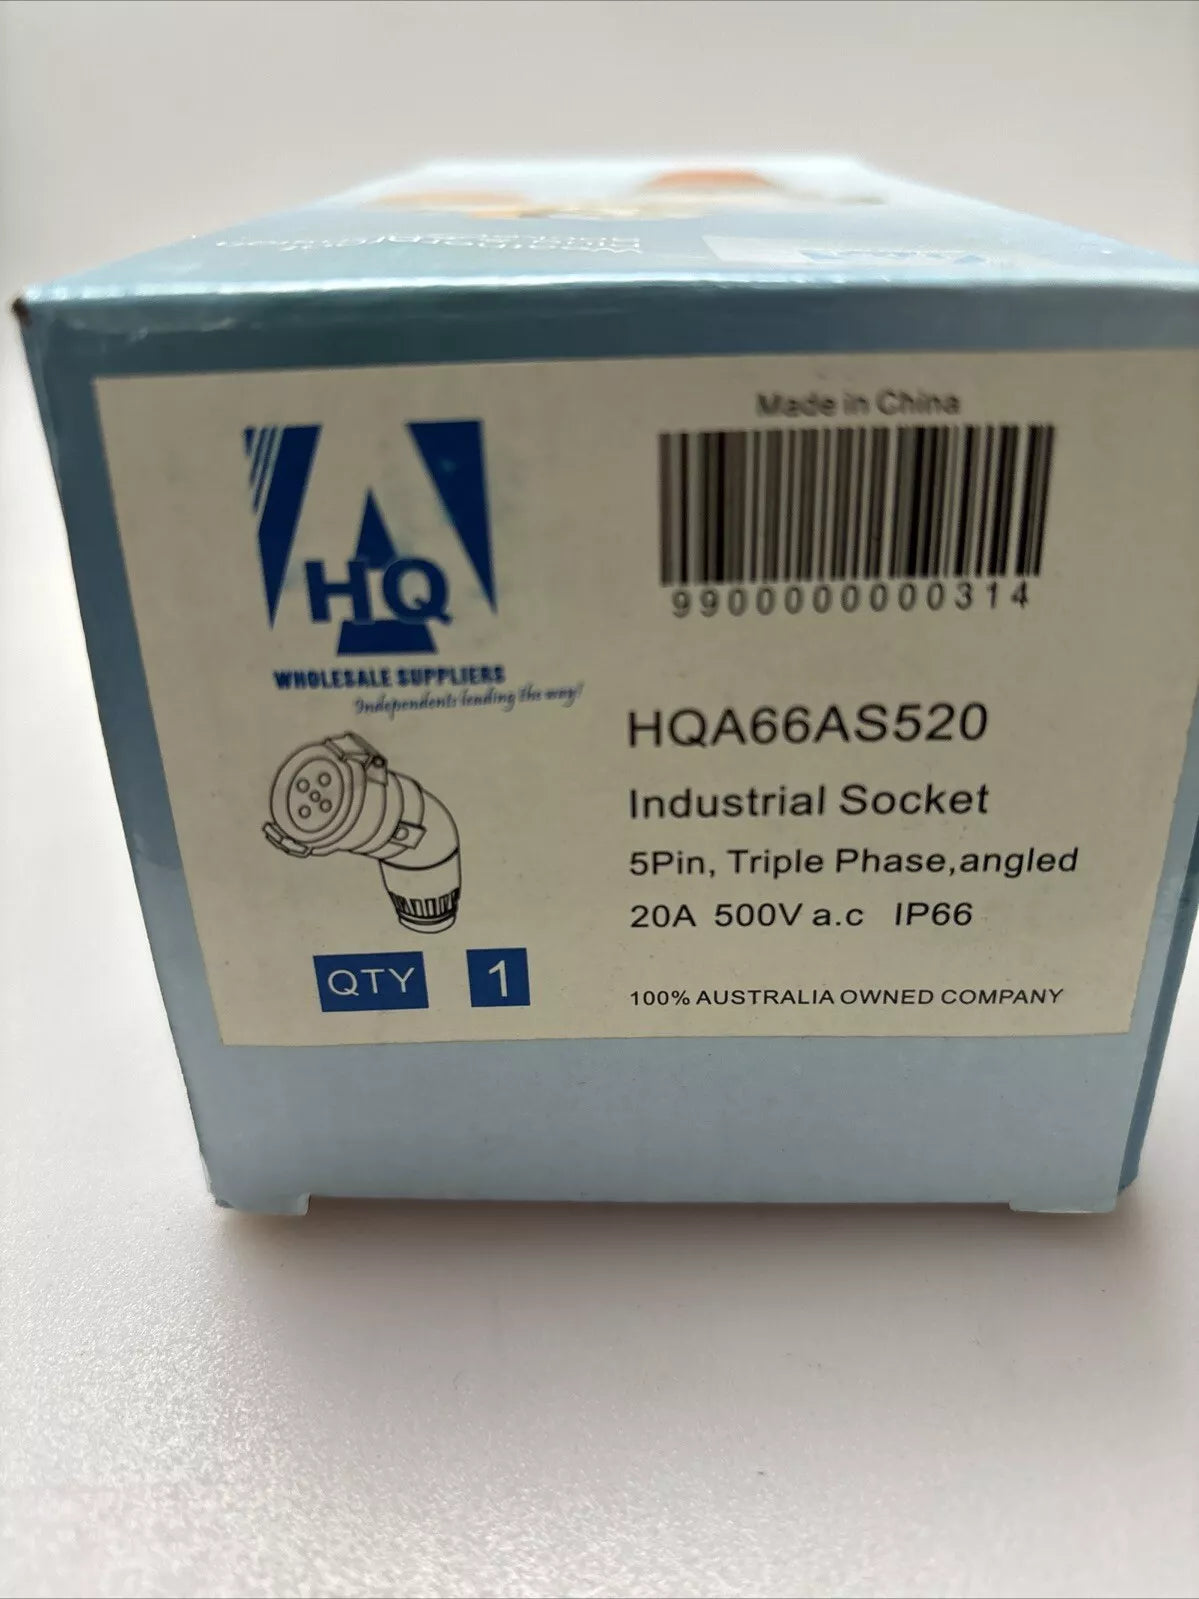 Made in China
9900000000314
HQ
WHOLESALE SUPPLIERS
Independents leading the way!
HQA66AS520
Industrial Socket
5Pin, Triple Phase,angled
20A 500V a.c IP66
QTY 1
100% AUSTRALIA OWNED COMPANY